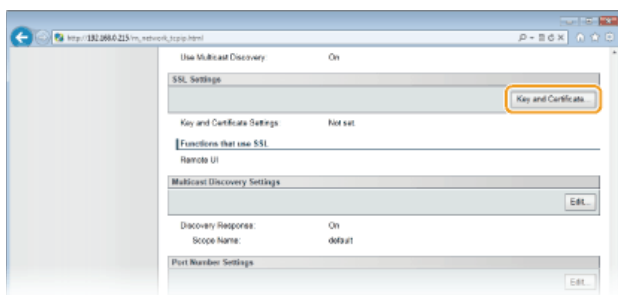 http://192.168.0.215/m_network_tcpip.html
Use Multicast Discovery: On
SSL Settings
Key and Certificate...
Key and Certificate Settings: Not set.
Functions that use SSL
Remote UI
Multicast Discovery Settings
Edit...
Discovery Response: On
Scope Name: default
Port Number Settings
Edit...